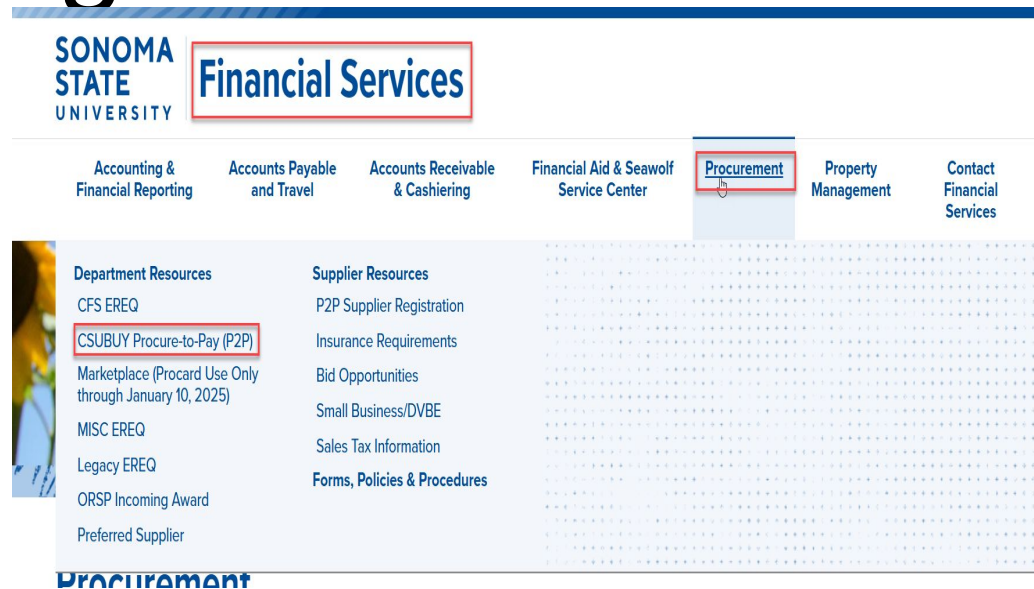 SONOMA
STATE
UNIVERSITY
Financial Services
Accounting &
Financial Reporting
Accounts Payable
and Travel
Accounts Receivable
& Cashiering
Financial Aid & Seawolf
Service Center
Procurement
Property
Management
Contact
Financial
Services
Department Resources
CFS EREQ
CSUBUY Procure-to-Pay (P2P)
Marketplace (Procard Use Only
through January 10, 2025)
MISC EREQ
Legacy EREQ
ORSP Incoming Award
Preferred Supplier
Supplier Resources
P2P Supplier Registration
Insurance Requirements
Bid Opportunities
Small Business/DVBE
Sales Tax Information
Forms, Policies & Procedures
Procurement